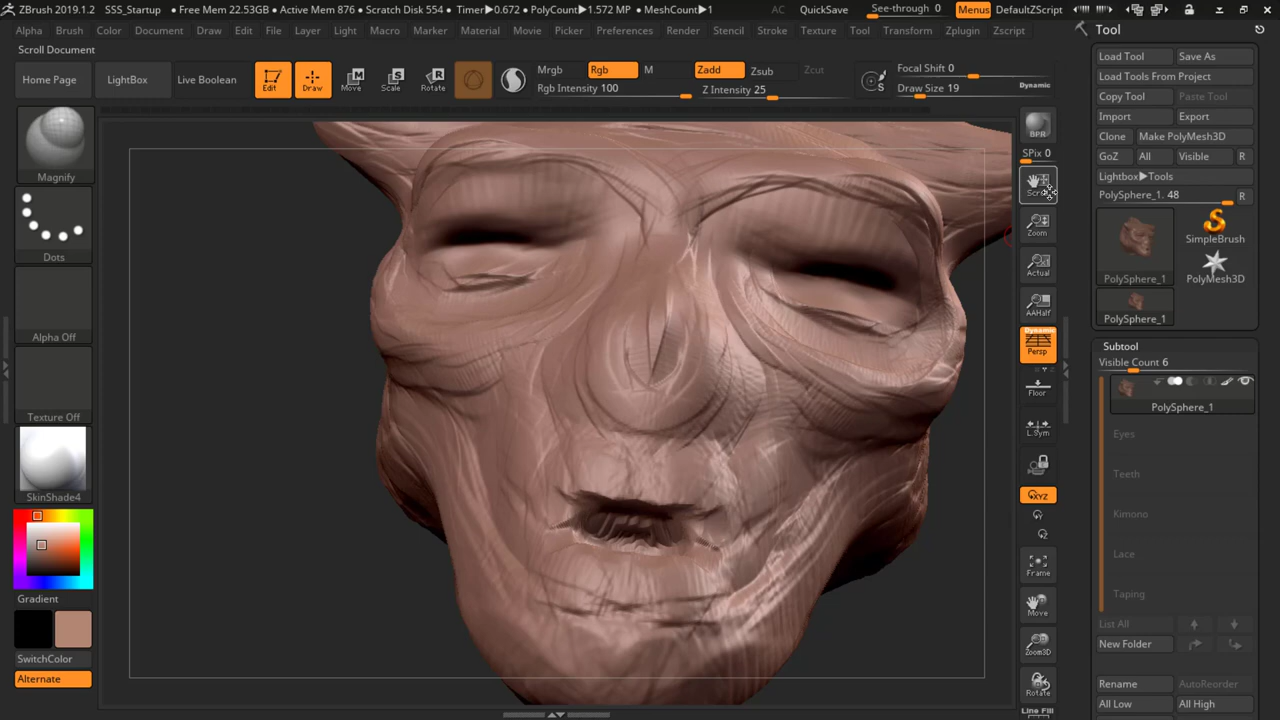 ZBrush 2019.1.2
SSS_Startup
• Free Mem 22.53GB • Active Mem 876 • Scratch Disk 554 • Timer▶0.672 • PolyCount▶1.572 MP • MeshCount▶1
AC
QuickSave
See-through 0
Menus
DefaultZScript
Alpha
Brush
Color
Document
Draw
Edit
File
Layer
Light
Macro
Marker
Material
Movie
Picker
Preferences
Render
Stencil
Stroke
Texture
Tool
Transform
Zplugin
Zscript
Scroll Document
Home Page
LightBox
Live Boolean
Edit
Draw
Move
Scale
Rotate
Mrgb
Rgb
M
Rgb Intensity 100
Zadd
Zsub
Zcut
Z Intensity 25
Focal Shift 0
Draw Size 19
Dynamic
Magnify
Dots
Alpha Off
Texture Off
SkinShade4
Gradient
SwitchColor
Alternate
BPR
SPix 0
Zoom
Actual
AAHalf
Dynamic
Persp
Floor
L.Sym
XYZ
Frame
Move
Zoom3D
Rotate
Line Fill
Tool
Load Tool
Save As
Load Tools From Project
Copy Tool
Paste Tool
Import
Export
Clone
Make PolyMesh3D
GoZ
All
Visible
R
Lightbox▶Tools
PolySphere_1. 48
R
PolySphere_1
SimpleBrush
PolyMesh3D
PolySphere_1
Subtool
Visible Count 6
PolySphere_1
Eyes
Teeth
Kimono
Lace
Taping
List All
New Folder
Rename
AutoReorder
All Low
All High